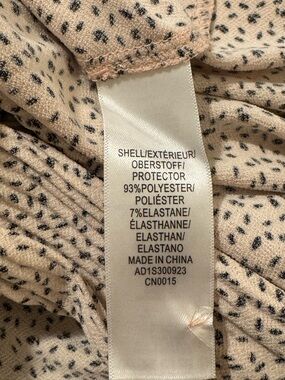 SHELL/EXTÉRIEUR/
OBERSTOFF/
PROTECTOR
93%POLYESTER/
POLIÉSTER
7%ELASTANE/
ÉLASTHANNE/
ELASTHAN/
ELASTANO
MADE IN CHINA
AD1S300923
CN0015